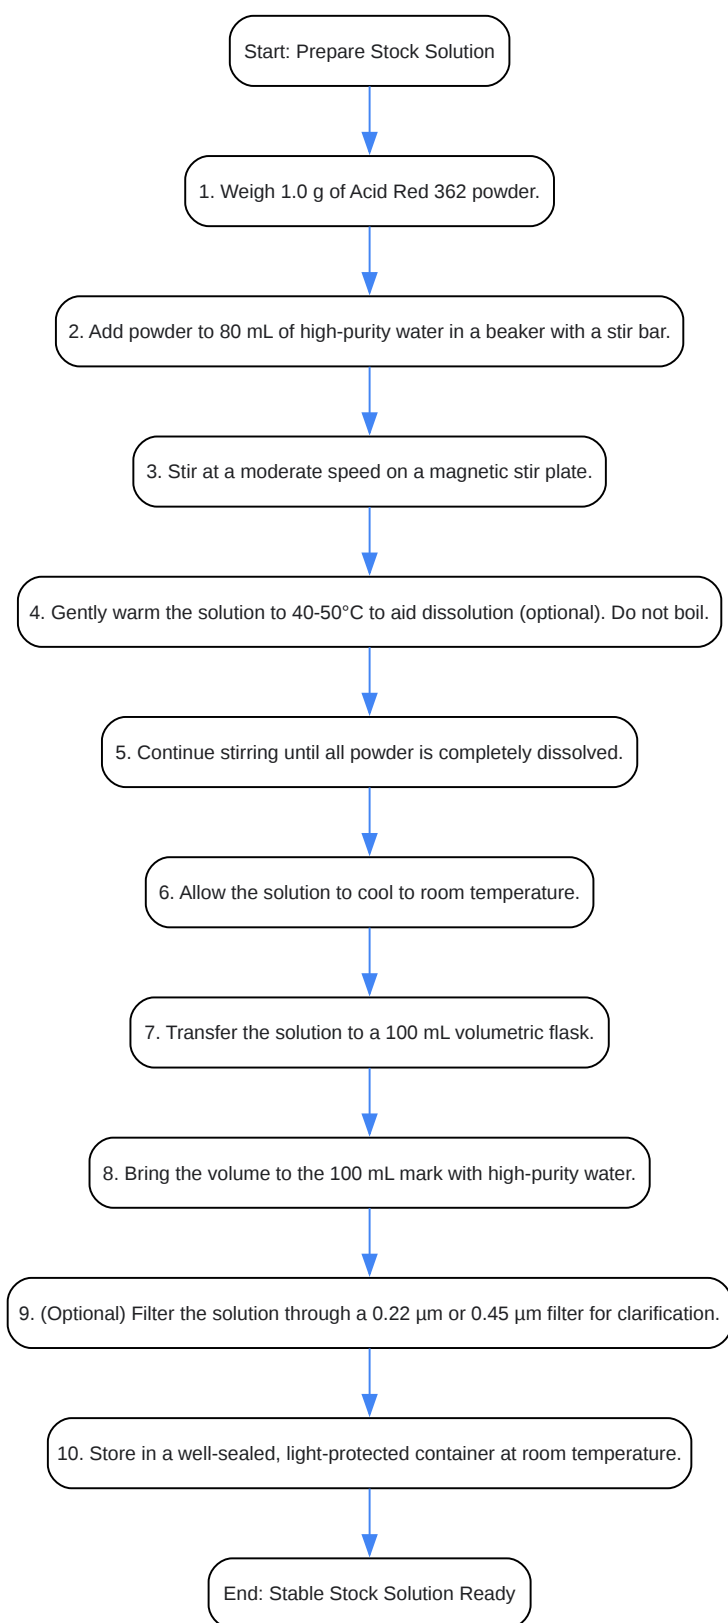 Start: Prepare Stock Solution
1. Weigh 1.0 g of Acid Red 362 powder.
2. Add powder to 80 mL of high-purity water in a beaker with a stir bar.
3. Stir at a moderate speed on a magnetic stir plate.
4. Gently warm the solution to 40-50°C to aid dissolution (optional). Do not boil.
5. Continue stirring until all powder is completely dissolved.
6. Allow the solution to cool to room temperature.
7. Transfer the solution to a 100 mL volumetric flask.
8. Bring the volume to the 100 mL mark with high-purity water.
9. (Optional) Filter the solution through a 0.22 µm or 0.45 µm filter for clarification.
10. Store in a well-sealed, light-protected container at room temperature.
End: Stable Stock Solution Ready